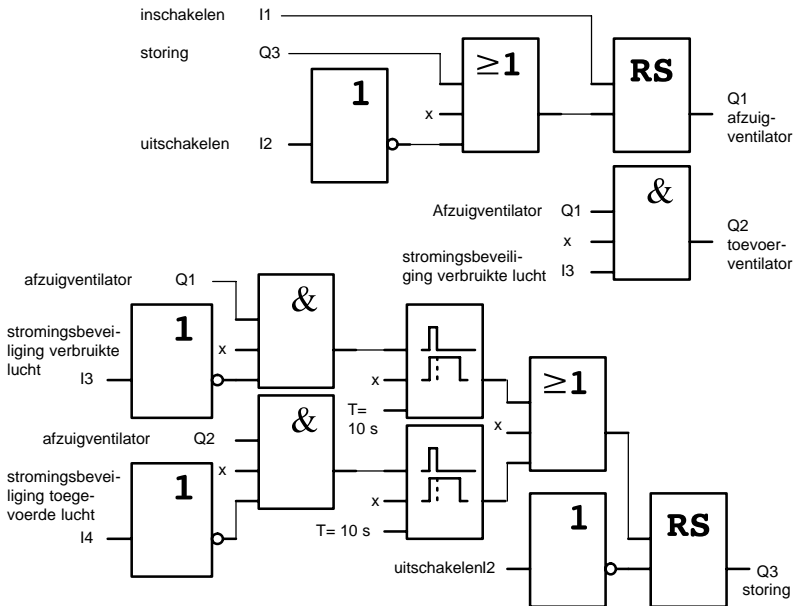 inschakelen I1
storing Q3
≥1
RS
1
x
Q1
afzuig-
ventilator
uitschakelen I2
&
Afzuigventilator Q1
x
I3
Q2
toevoer-
ventilator
stromingsbeveili-
ging verbruikte lucht
afzuigventilator Q1
&
1
stromingsbevei-
liging verbruikte
lucht
x
I3
x
T=
10 s
≥1
x
afzuigventilator Q2
&
x
1
stromingsbevei-
liging toege-
voerde lucht
I4
x
T= 10 s
1
RS
uitschakelenI2
Q3
storing